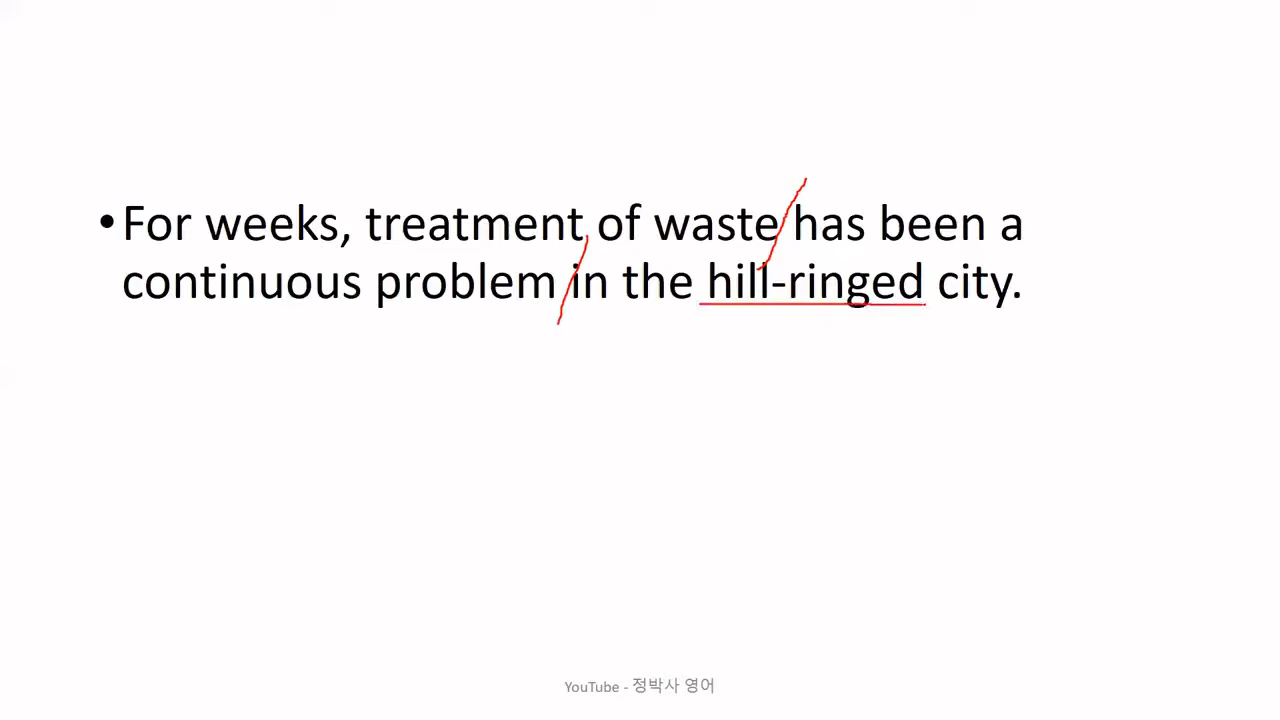 •For weeks, treatment of waste has been a
continuous problem in the hill-ringed city.
YouTube - 정박사 영어